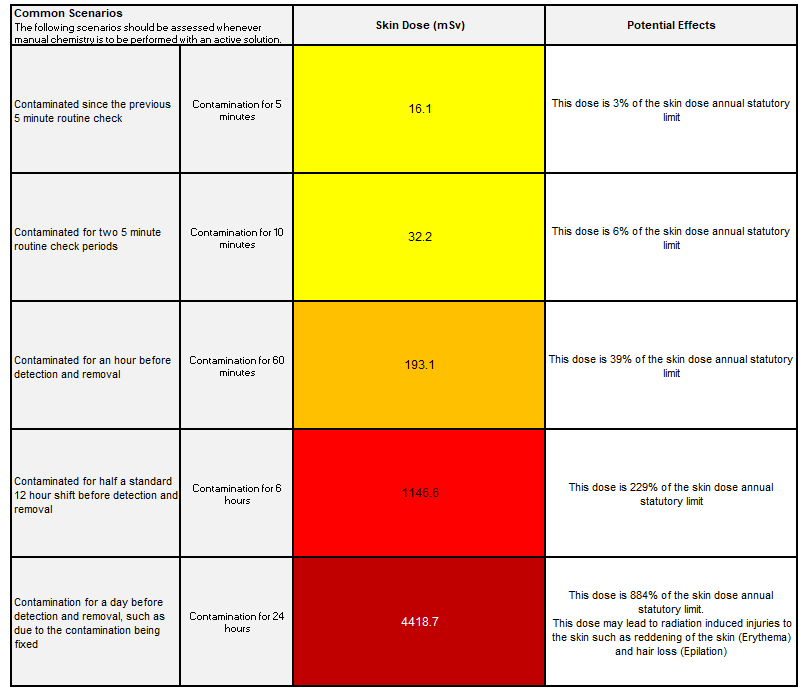 Common Scenarios
The following scenarios should be assessed whenever
manual chemistry is to be performed with an active solution.
Skin Dose (mSv)
Potential Effects
Contaminated since the previous
5 minute routine check
Contamination for 5
minutes
16.1
This dose is 3% of the skin dose annual statutory
limit
Contaminated for two 5 minute
routine check periods
Contamination for 10
minutes
32.2
This dose is 6% of the skin dose annual statutory
limit
Contaminated for an hour before
detection and removal
Contamination for 60
minutes
193.1
This dose is 39% of the skin dose annual statutory
limit
Contaminated for half a standard
12 hour shift before detection and
removal
Contamination for 6
hours
1146.6
This dose is 229% of the skin dose annual
statutory limit
Contamination for a day before
detection and removal, such as
due to the contamination being
fixed
Contamination for 24
hours
4418.7
This dose is 884% of the skin dose annual
statutory limit.
This dose may lead to radiation induced injuries to
the skin such as reddening of the skin (Erythema)
and hair loss (Epilation)